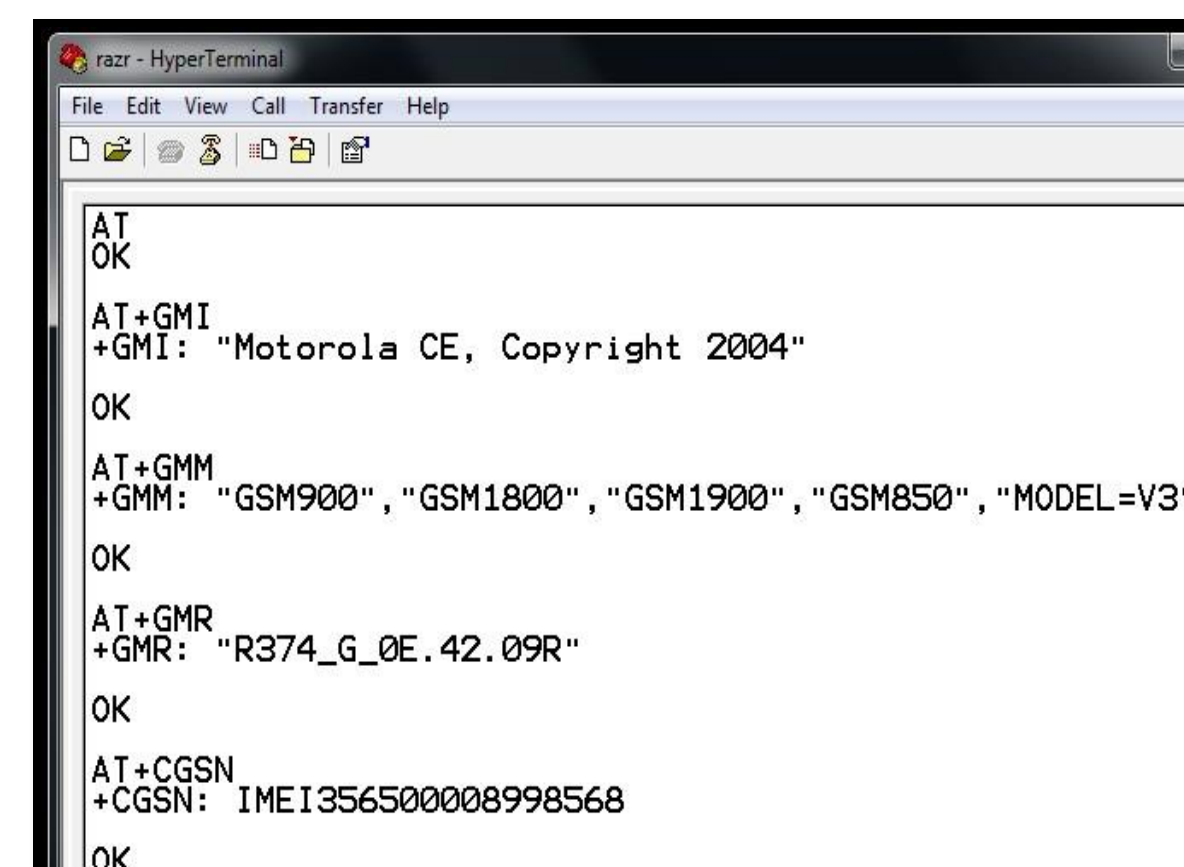 razr - HyperTerminal
File Edit View Call Transfer Help
AT
OK
AT+GMI
+GMI: "Motorola CE, Copyright 2004"
OK
AT+GMM
+GMM: "GSM900","GSM1800","GSM1900","GSM850","MODEL=V3"
OK
AT+GMR
+GMR: "R374_G_0E.42.09R"
OK
AT+CGSN
+CGSN: IMEI356500008998568
OK